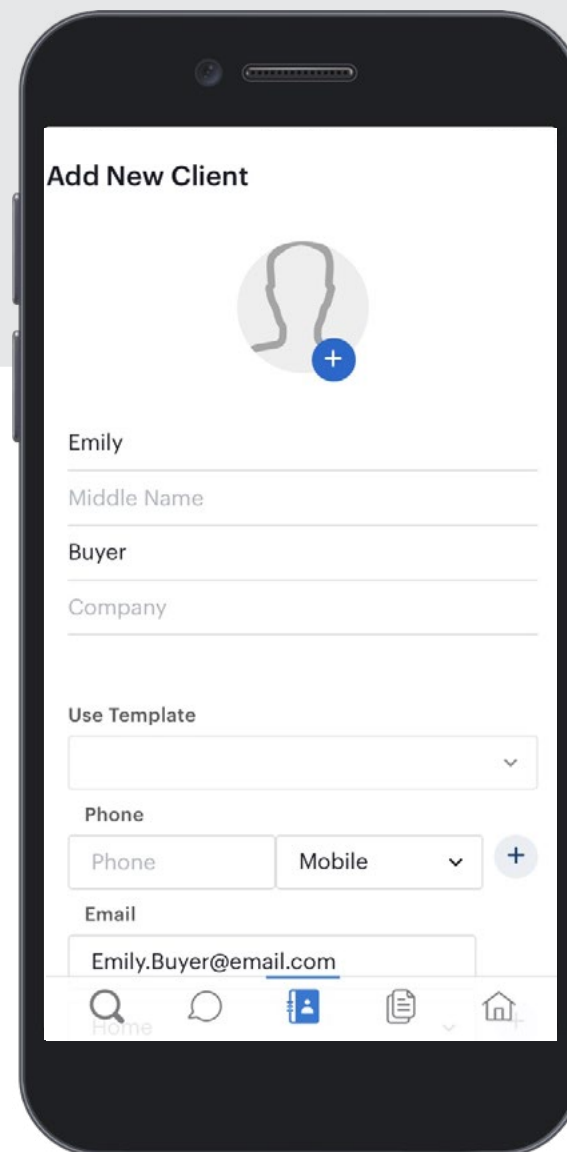 Add New Client
Emily
Middle Name
Buyer
Company
Use Template
Phone
Phone Mobile
Email
Emily.Buyer@email.com
Home